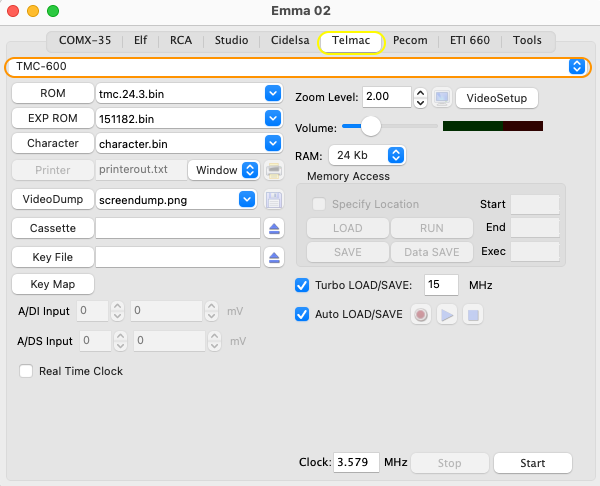 Emma 02
COMX-35 Elf RCA Studio Cidelsa Telmac Pecom ETI 660 Tools
TMC-600
ROM tmc.24.3.bin
EXP ROM 151182.bin
Character character.bin
Printer printerout.txt Window
VideoDump screendump.png
Cassette
Key File
Key Map
A/DI Input 0 0 mV
A/DS Input 0 0 mV
Real Time Clock
Zoom Level: 2.00 VideoSetup
Volume:
RAM: 24 Kb
Memory Access
Specify Location Start
LOAD RUN End
SAVE Data SAVE Exec
Turbo LOAD/SAVE: 15 MHz
Auto LOAD/SAVE
Clock: 3.579 MHz Stop Start